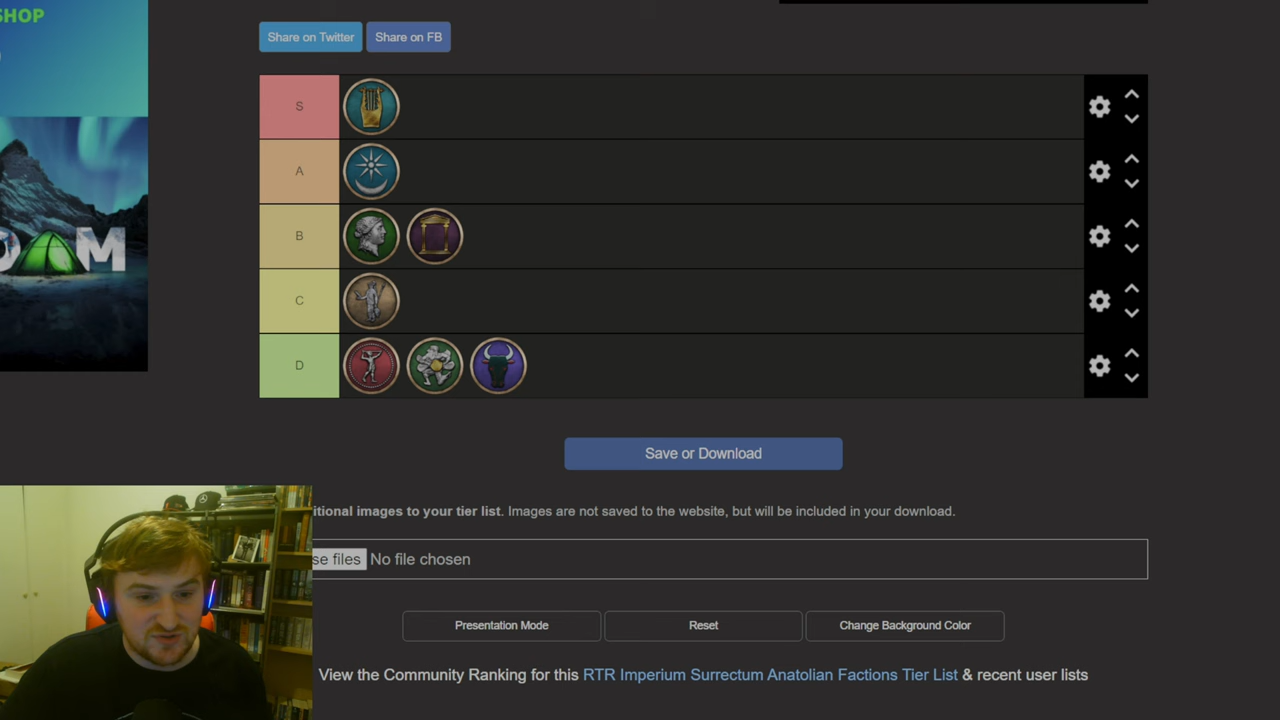 SHOP
Share on Twitter
Share on FB
S
A
B
C
D
Save or Download
itional images to your tier list. Images are not saved to the website, but will be included in your download.
se files No file chosen
Presentation Mode
Reset
Change Background Color
View the Community Ranking for this RTR Imperium Surrectum Anatolian Factions Tier List & recent user lists